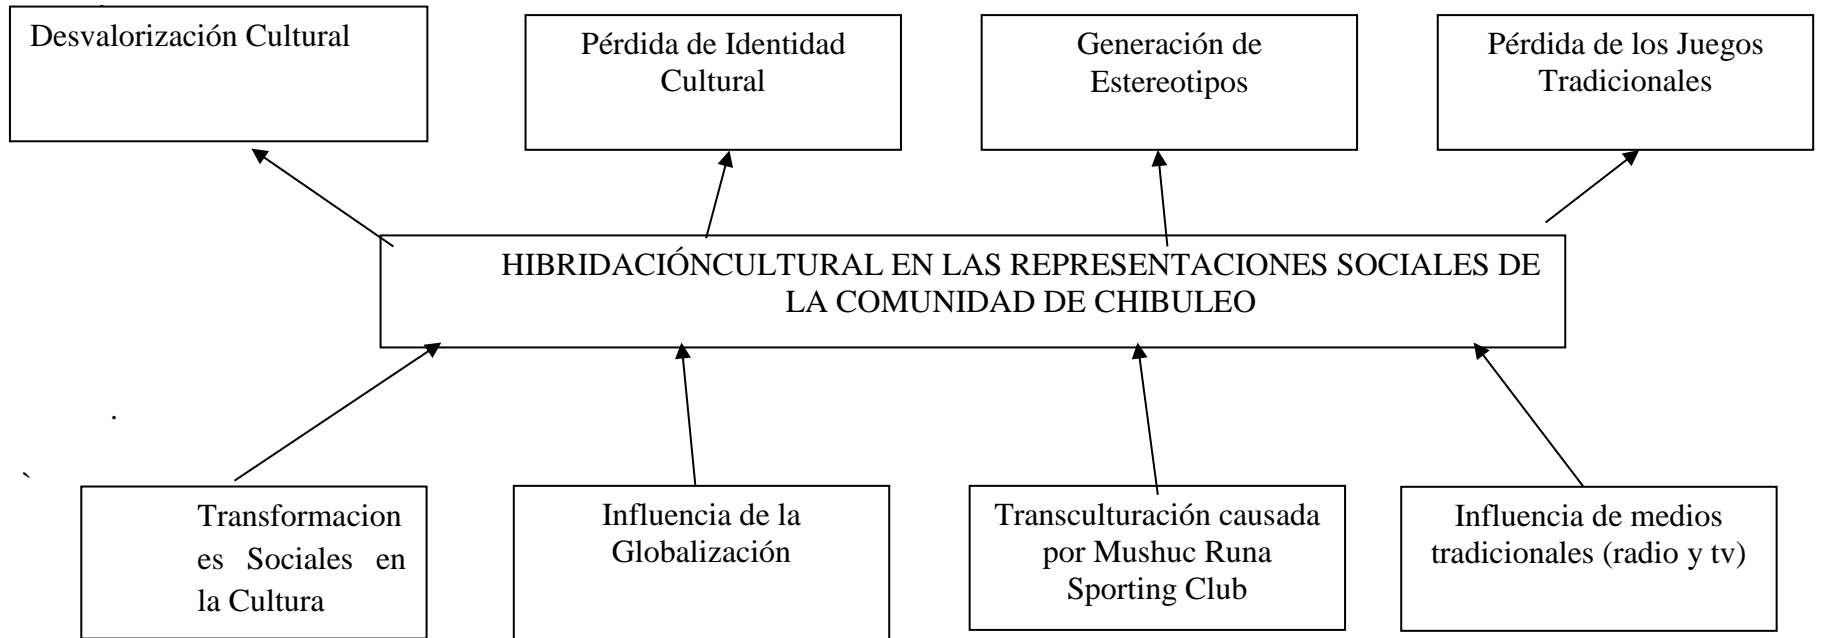 Desvalorización Cultural
Pérdida de Identidad
Cultural
Generación de
Estereotipos
Pérdida de los Juegos
Tradicionales
HIBRIDACIÓNCULTURAL EN LAS REPRESENTACIONES SOCIALES DE
LA COMUNIDAD DE CHIBULEO
.
`
Transformacion
es Sociales en
la Cultura
Influencia de la
Globalización
Transculturación causada
por Mushuc Runa
Sporting Club
Influencia de medios
tradicionales (radio y tv)